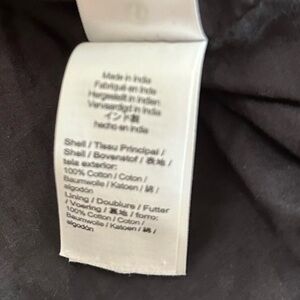 Made in India
Fabriqué en Inde
Hergestellt in Indien
Vervaardigd in India
インド製
hecho en India
Shell / Tissu Principal /
Shell / Bovenstof / 表地 /
tela exterior:
100% Cotton / Coton /
Baumwolle / Katoen / 綿 /
algodón
Lining / Doublure / Futter
/ Voering / 裏地 / forro:
100% Cotton / Coton /
Baumwolle / Katoen / 綿 /
algodón